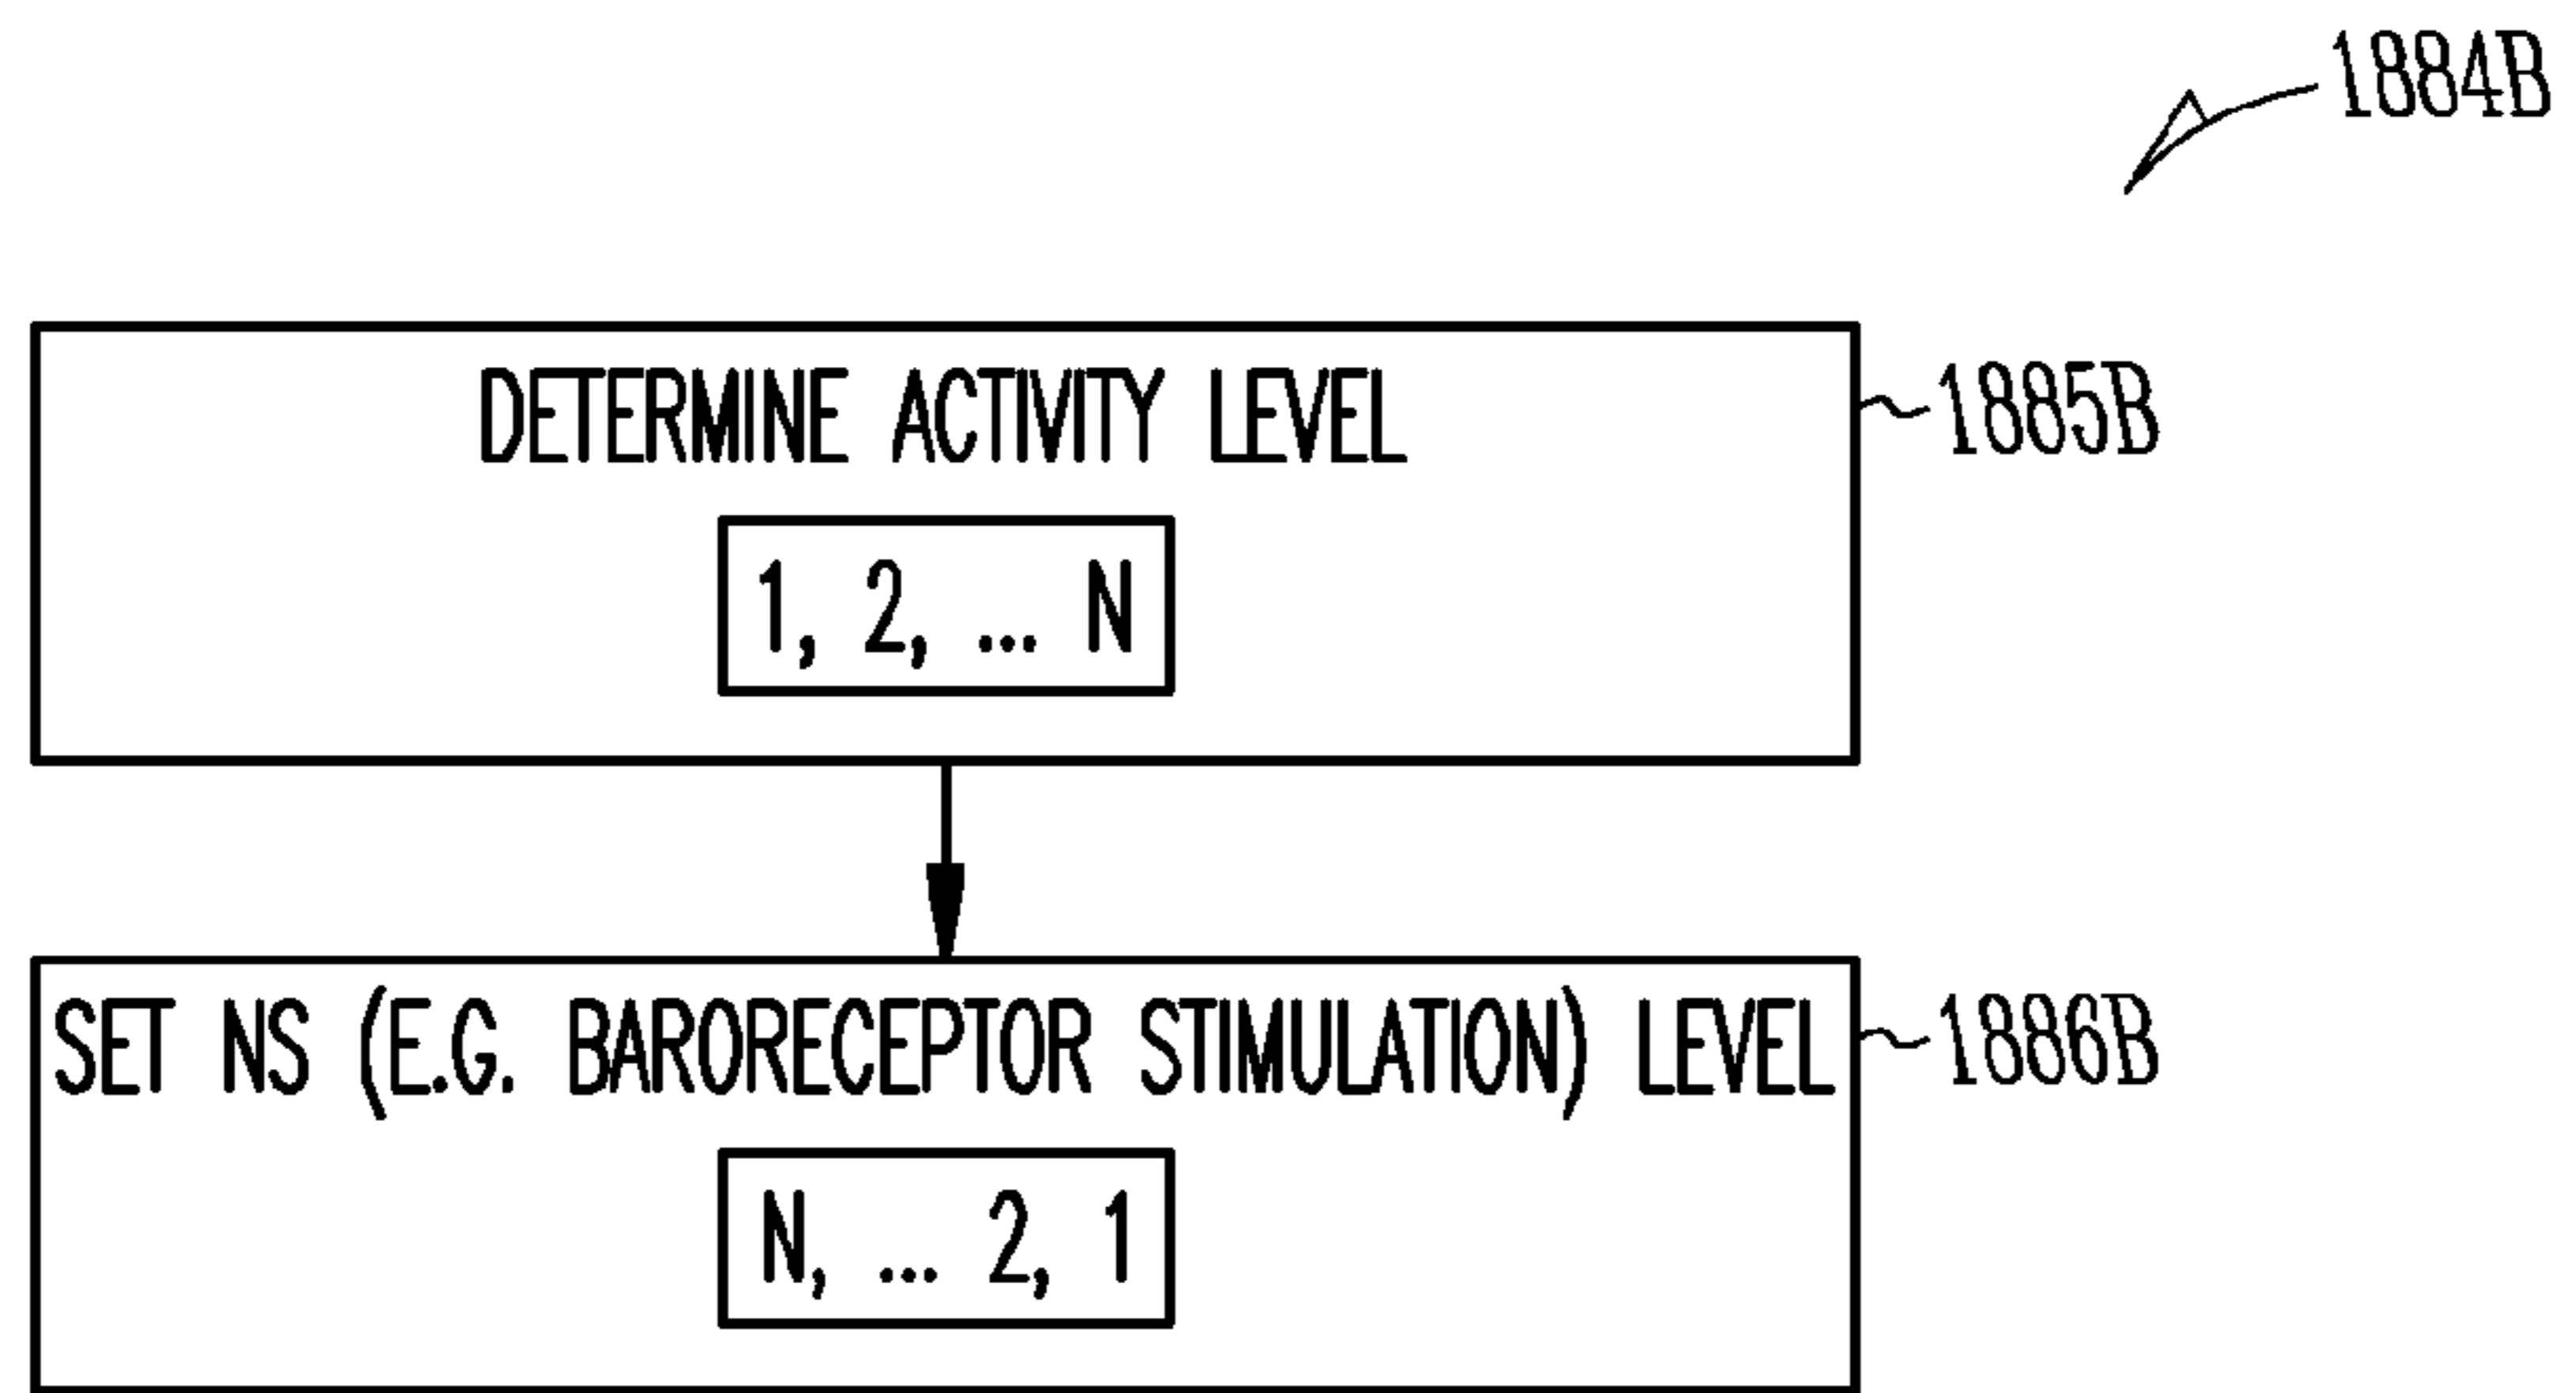 1884B
DETERMINE ACTIVITY LEVEL
1885B
1, 2, ... N
SET NS (E.G. BARORECEPTOR STIMULATION) LEVEL
1886B
N, ... 2, 1